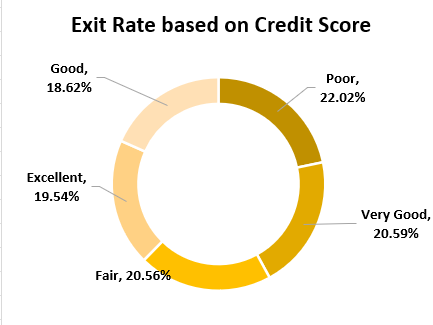 Exit Rate based on Credit Score
Good,
18.62%
Poor,
22.02%
Excellent,
19.54%
Very Good,
20.59%
Fair, 20.56%